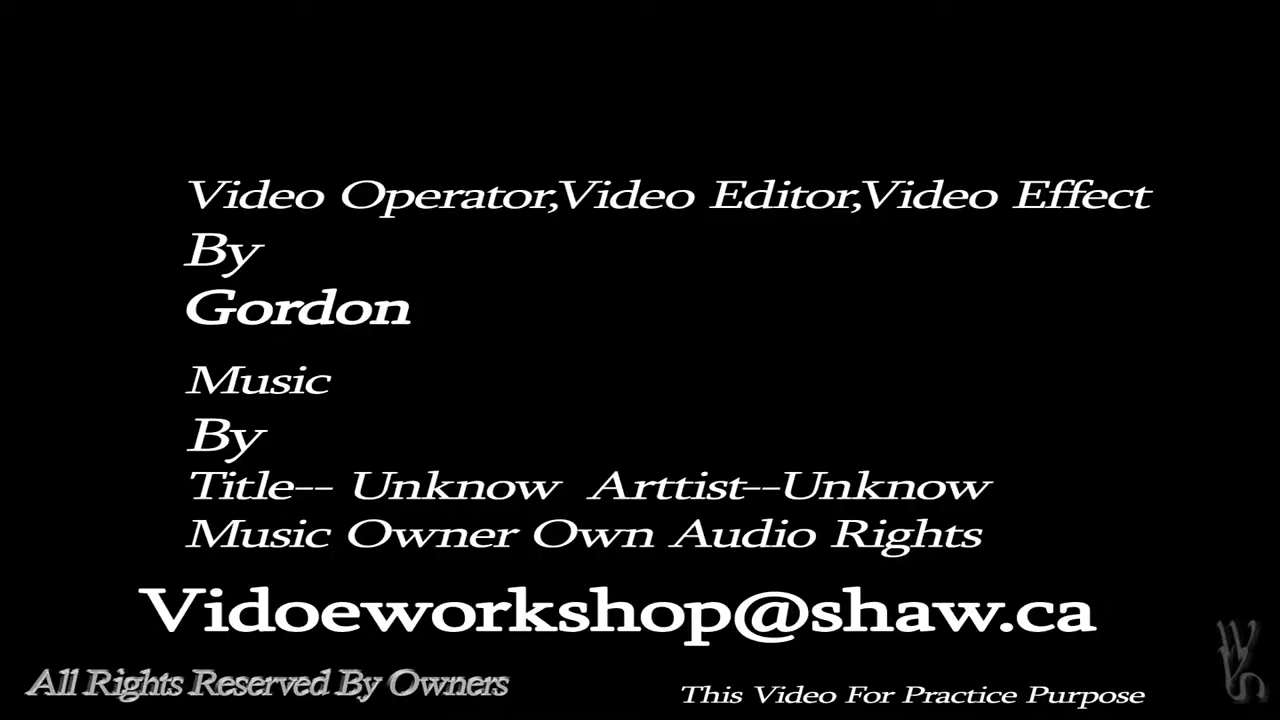 Video Operator,Video Editor,Video Effect
By
Gordon
Music
By
Title-- Unknow  Arttist--Unknow
Music Owner Own Audio Rights
Vidoeworkshop@shaw.ca
All Rights Reserved By Owners
This Video For Practice Purpose